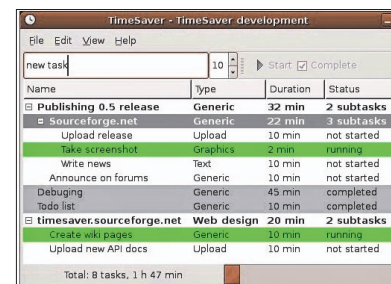 TimeSaver - TimeSaver development
File Edit View Help
new task 10 Start Complete
Name Type Duration Status
Publishing 0.5 release Generic 32 min 2 subtasks
Sourceforge.net Generic 22 min 3 subtasks
Upload release Upload 10 min not started
Take screenshot Graphics 2 min running
Write news Text 10 min not started
Announce on forums Generic 10 min not started
Debuging Generic 45 min completed
Todo list Generic 10 min completed
timesaver.sourceforge.net Web design 20 min 2 subtasks
Create wiki pages Generic 10 min running
Upload new API docs Upload 10 min not started
Total: 8 tasks, 1 h 47 min